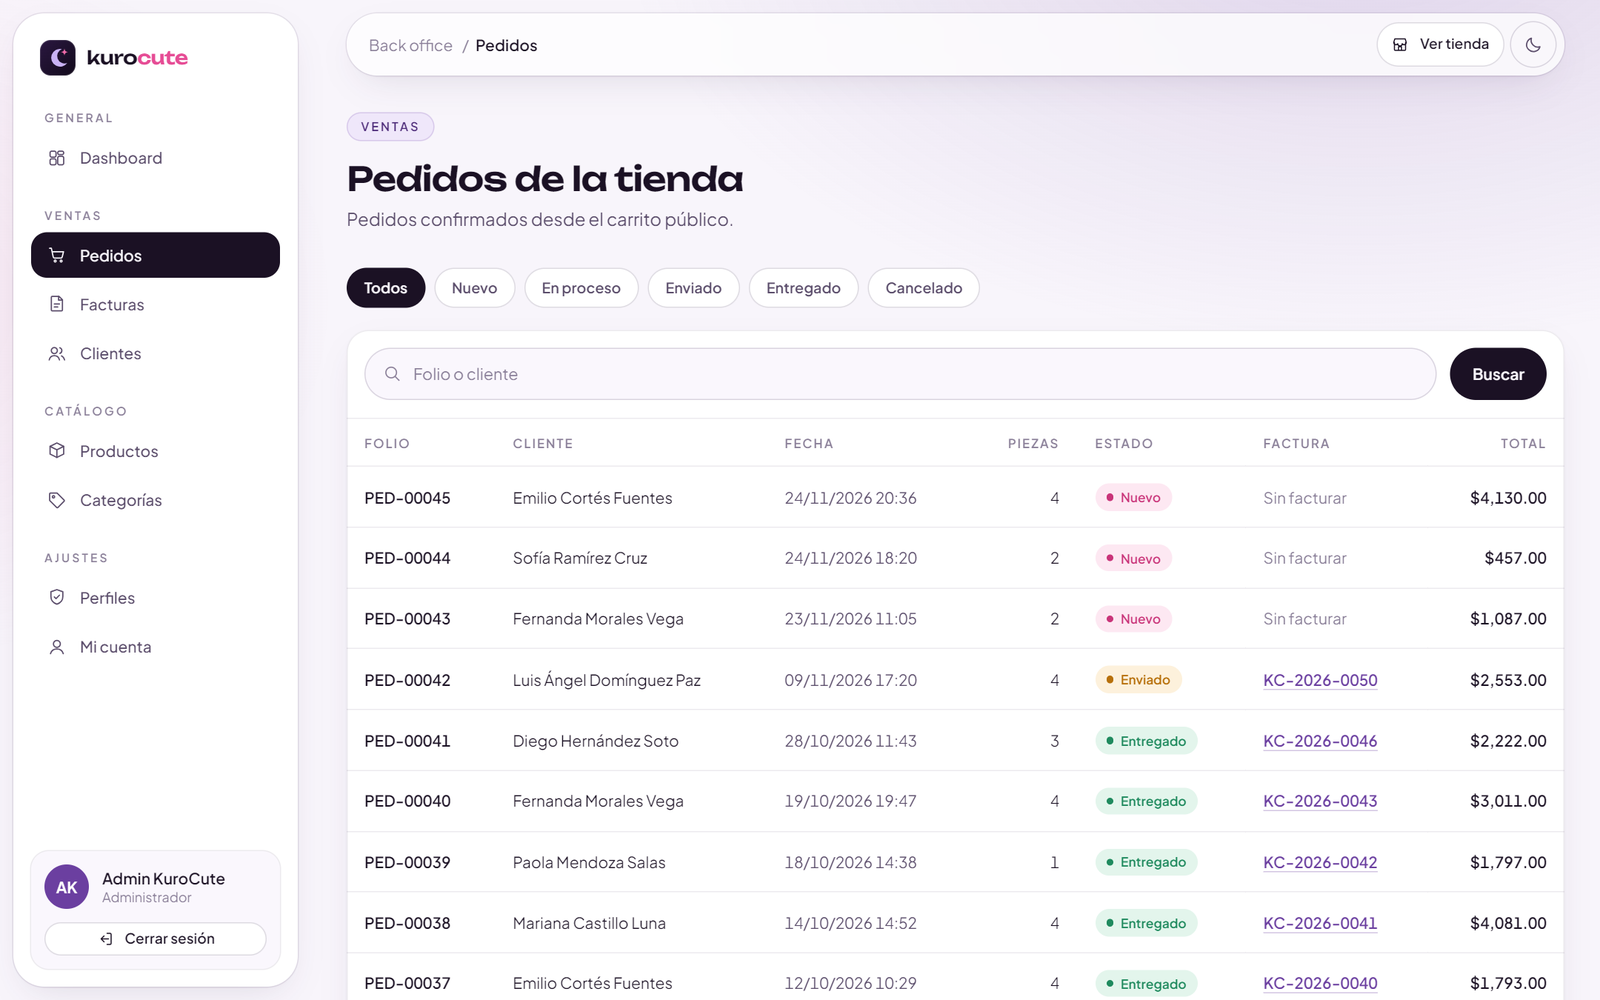 kurocute
GENERAL
Dashboard
VENTAS
Pedidos
Facturas
Clientes
CATÁLOGO
Productos
Categorías
AJUSTES
Perfiles
Mi cuenta
AK
Admin KuroCute
Administrador
Cerrar sesión
Back office / Pedidos
Ver tienda
VENTAS
Pedidos de la tienda
Pedidos confirmados desde el carrito público.
Todos Nuevo En proceso Enviado Entregado Cancelado
Folio o cliente Buscar
FOLIO CLIENTE FECHA PIEZAS ESTADO FACTURA TOTAL
PED-00045 Emilio Cortés Fuentes 24/11/2026 20:36 4 Nuevo Sin facturar $4,130.00
PED-00044 Sofía Ramírez Cruz 24/11/2026 18:20 2 Nuevo Sin facturar $457.00
PED-00043 Fernanda Morales Vega 23/11/2026 11:05 2 Nuevo Sin facturar $1,087.00
PED-00042 Luis Ángel Domínguez Paz 09/11/2026 17:20 4 Enviado KC-2026-0050 $2,553.00
PED-00041 Diego Hernández Soto 28/10/2026 11:43 3 Entregado KC-2026-0046 $2,222.00
PED-00040 Fernanda Morales Vega 19/10/2026 19:47 4 Entregado KC-2026-0043 $3,011.00
PED-00039 Paola Mendoza Salas 18/10/2026 14:38 1 Entregado KC-2026-0042 $1,797.00
PED-00038 Mariana Castillo Luna 14/10/2026 14:52 4 Entregado KC-2026-0041 $4,081.00
PED-00037 Emilio Cortés Fuentes 12/10/2026 10:29 4 Entregado KC-2026-0040 $1,793.00